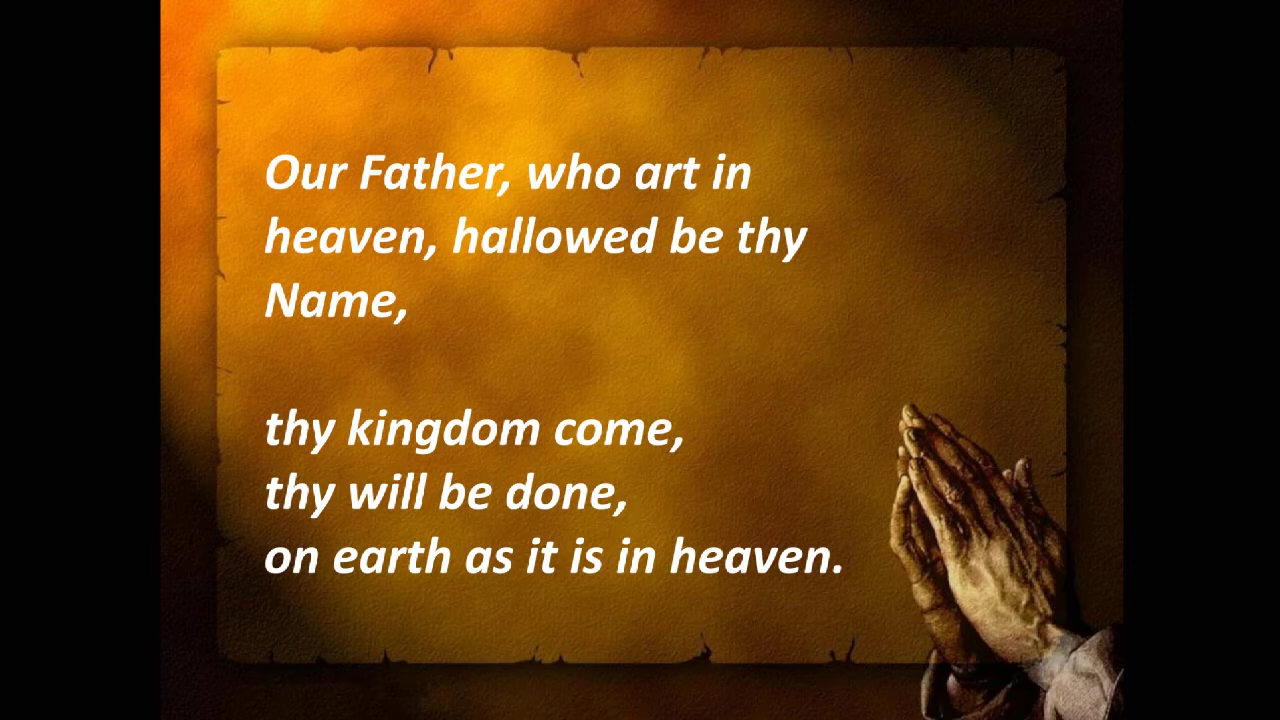 Our Father, who art in
heaven, hallowed be thy
Name,
thy kingdom come,
thy will be done,
on earth as it is in heaven.